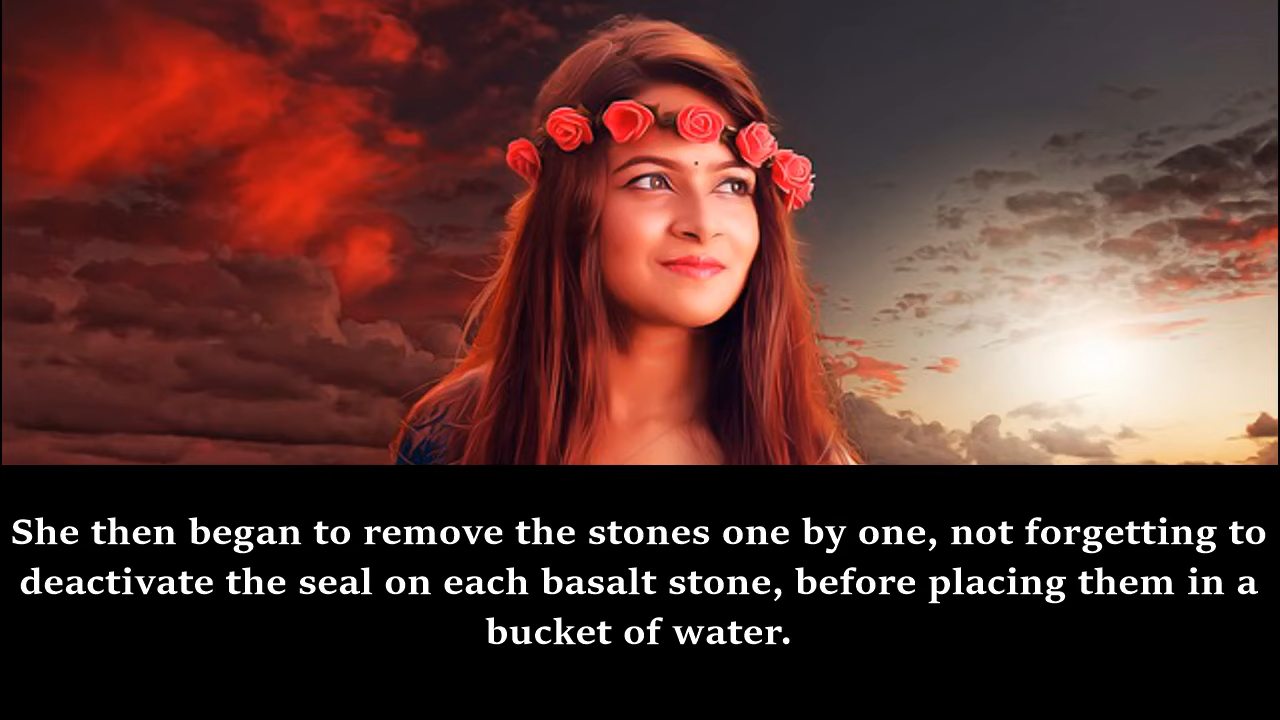 She then began to remove the stones one by one, not forgetting to
deactivate the seal on each basalt stone, before placing them in a
bucket of water.